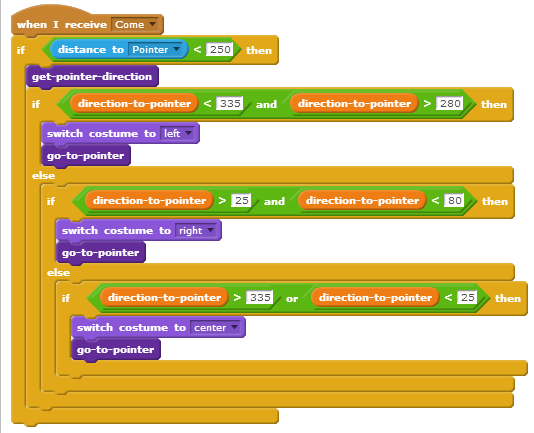 when I receive Come
if distance to Pointer < 250 then
get-pointer-direction
if direction-to-pointer < 335 and direction-to-pointer > 280 then
switch costume to left
go-to-pointer
else
if direction-to-pointer > 25 and direction-to-pointer < 80 then
switch costume to right
go-to-pointer
else
if direction-to-pointer > 335 or direction-to-pointer < 25 then
switch costume to center
go-to-pointer